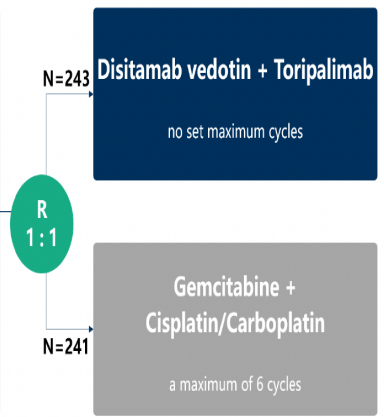 N=243
Disitamab vedotin + Toripalimab
no set maximum cycles
R
1 : 1
Gemcitabine +
Cisplatin/Carboplatin
N=241
a maximum of 6 cycles